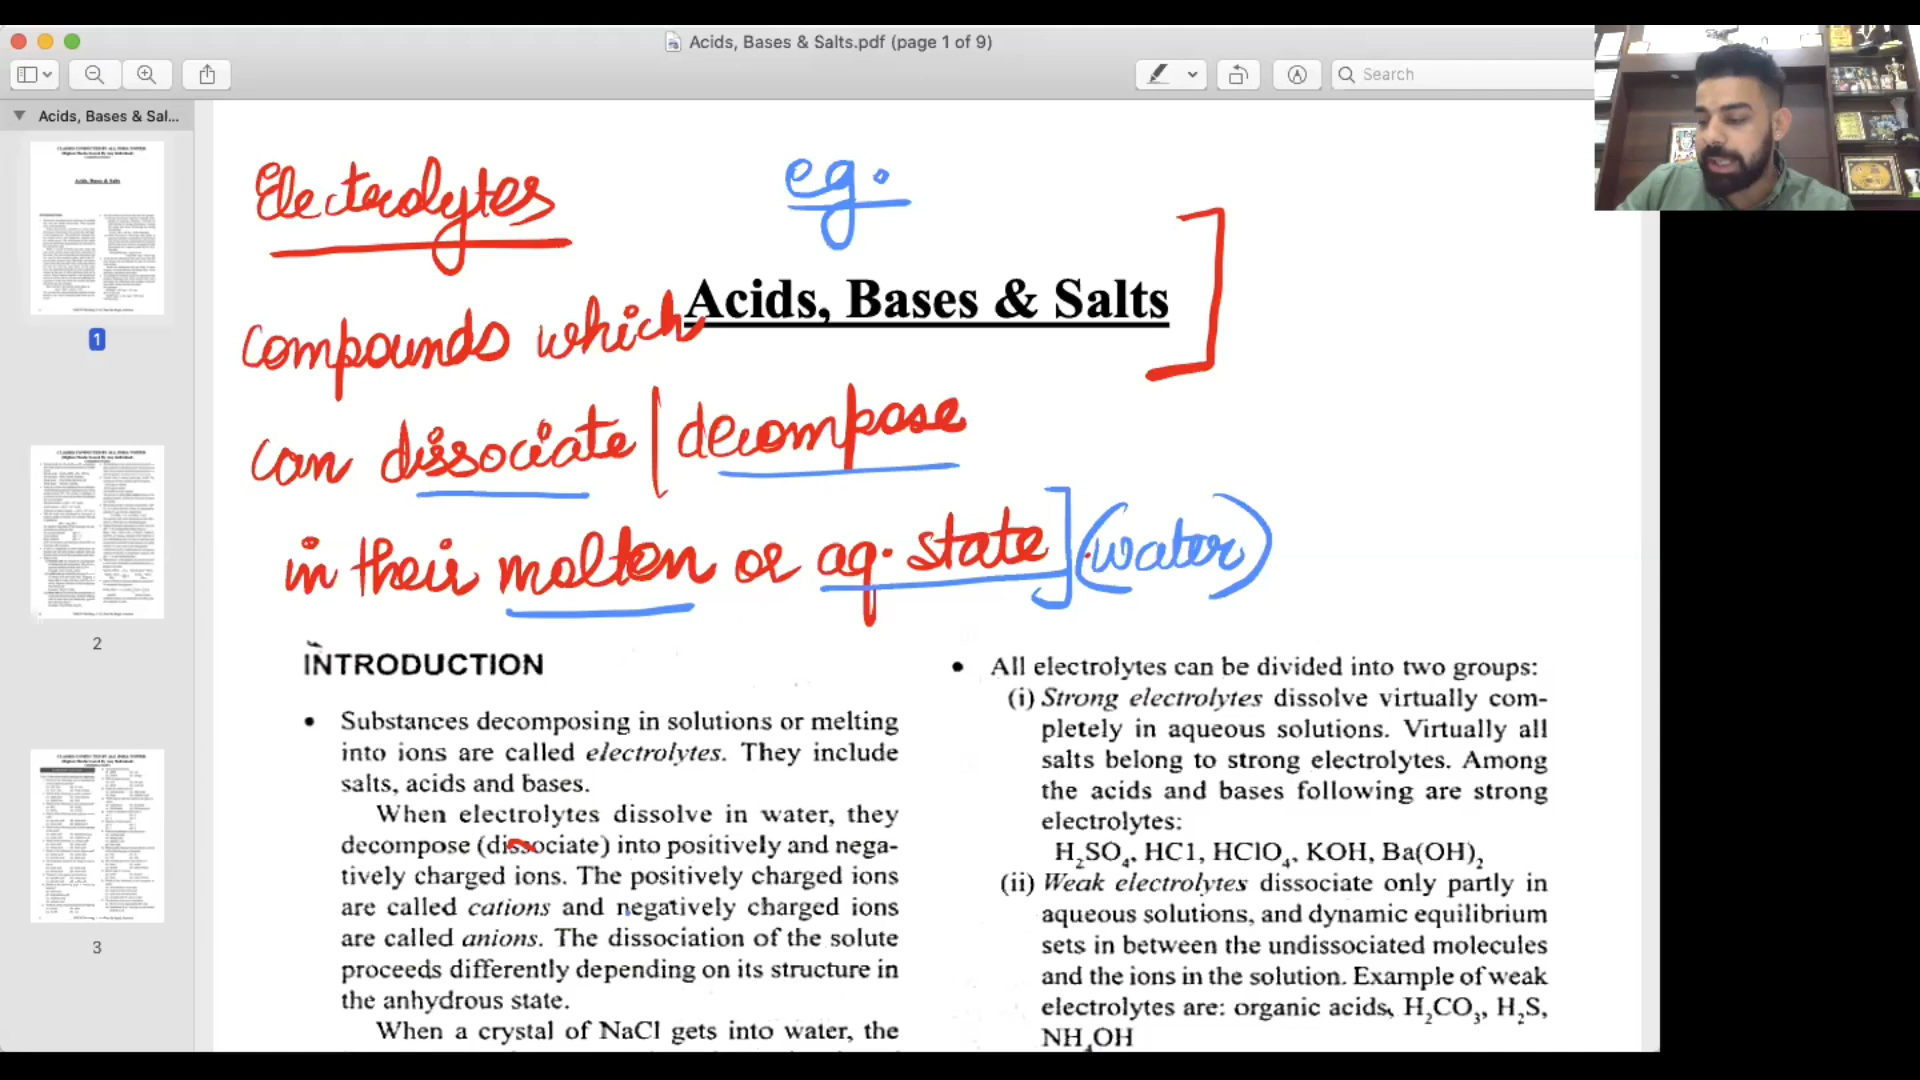 Acids, Bases & Salts.pdf (page 1 of 9)
Search
Acids, Bases & Sal...
1
2
3
Electrolytes
eg.
Acids, Bases & Salts
compounds which
can dissociate | decompose
in their molten or aq. state] (water)
INTRODUCTION
• Substances decomposing in solutions or melting
into ions are called electrolytes. They include
salts, acids and bases.
When electrolytes dissolve in water, they
decompose (dissociate) into positively and nega-
tively charged ions. The positively charged ions
are called cations and negatively charged ions
are called anions. The dissociation of the solute
proceeds differently depending on its structure in
the anhydrous state.
When a crystal of NaCl gets into water, the
• All electrolytes can be divided into two groups:
(i) Strong electrolytes dissolve virtually com-
pletely in aqueous solutions. Virtually all
salts belong to strong electrolytes. Among
the acids and bases following are strong
electrolytes:
H₂SO₄, HC1, HClO₄, KOH, Ba(OH)₂
(ii) Weak electrolytes dissociate only partly in
aqueous solutions, and dynamic equilibrium
sets in between the undissociated molecules
and the ions in the solution. Example of weak
electrolytes are: organic acids, H₂CO₃, H₂S,
NH₄OH